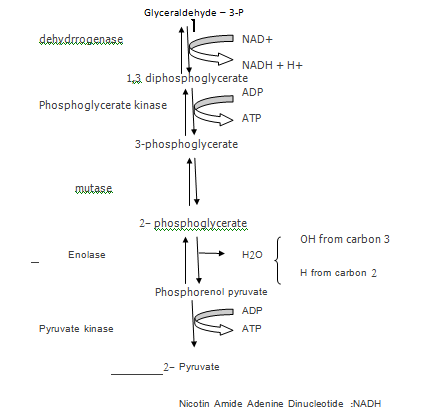 Glyceraldehyde – 3-P
dehydrrogenase
NAD+
NADH + H+
1,3 diphosphoglycerate
Phosphoglycerate kinase
ADP
ATP
3-phosphoglycerate
mutase
2– phosphoglycerate
Enolase
H2O
OH from carbon 3
H from carbon 2
Phosphorenol pyruvate
Pyruvate kinase
ADP
ATP
2– Pyruvate
Nicotin Amide Adenine Dinucleotide :NADH